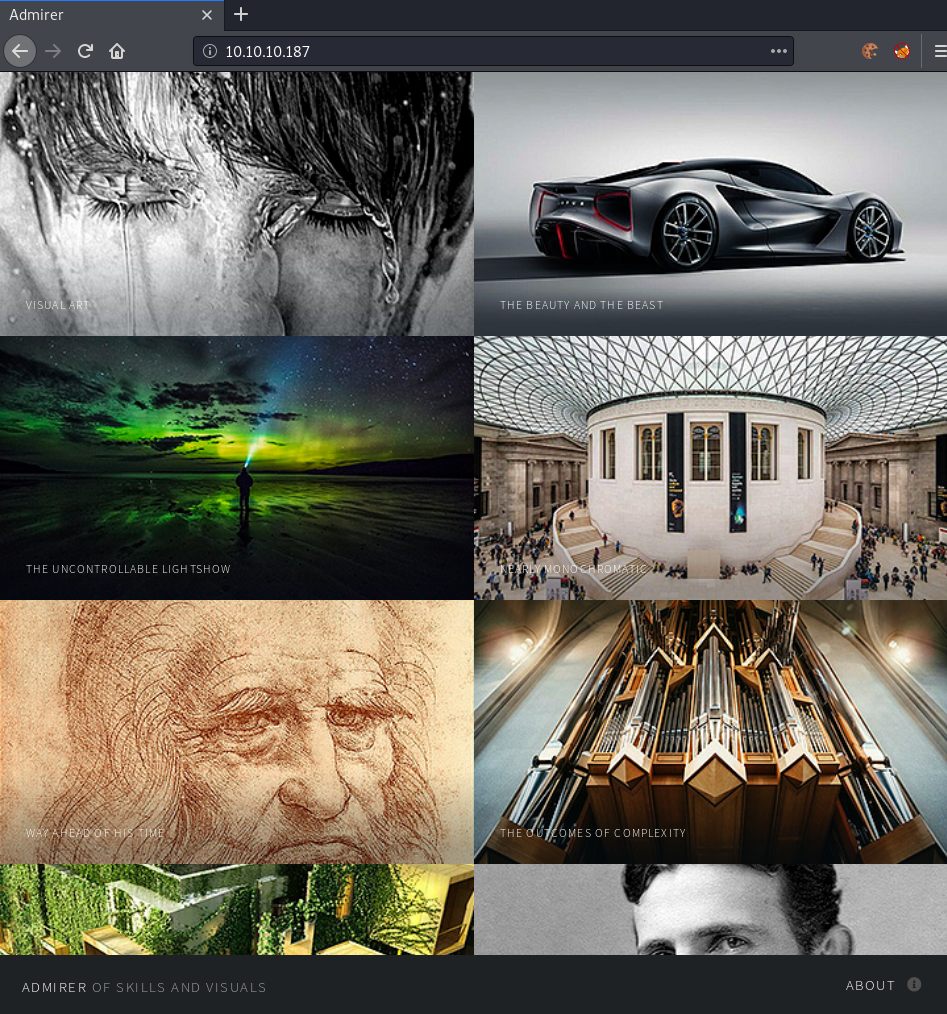 Admirer
10.10.10.187
VISUAL ART
THE BEAUTY AND THE BEAST
APEX
THE UNCONTROLLABLE LIGHTSHOW
NEARLY MONOCHROMATIC
WAY AHEAD OF HIS TIME
THE OUTCOMES OF COMPLEXITY
ADMIRER OF SKILLS AND VISUALS
ABOUT